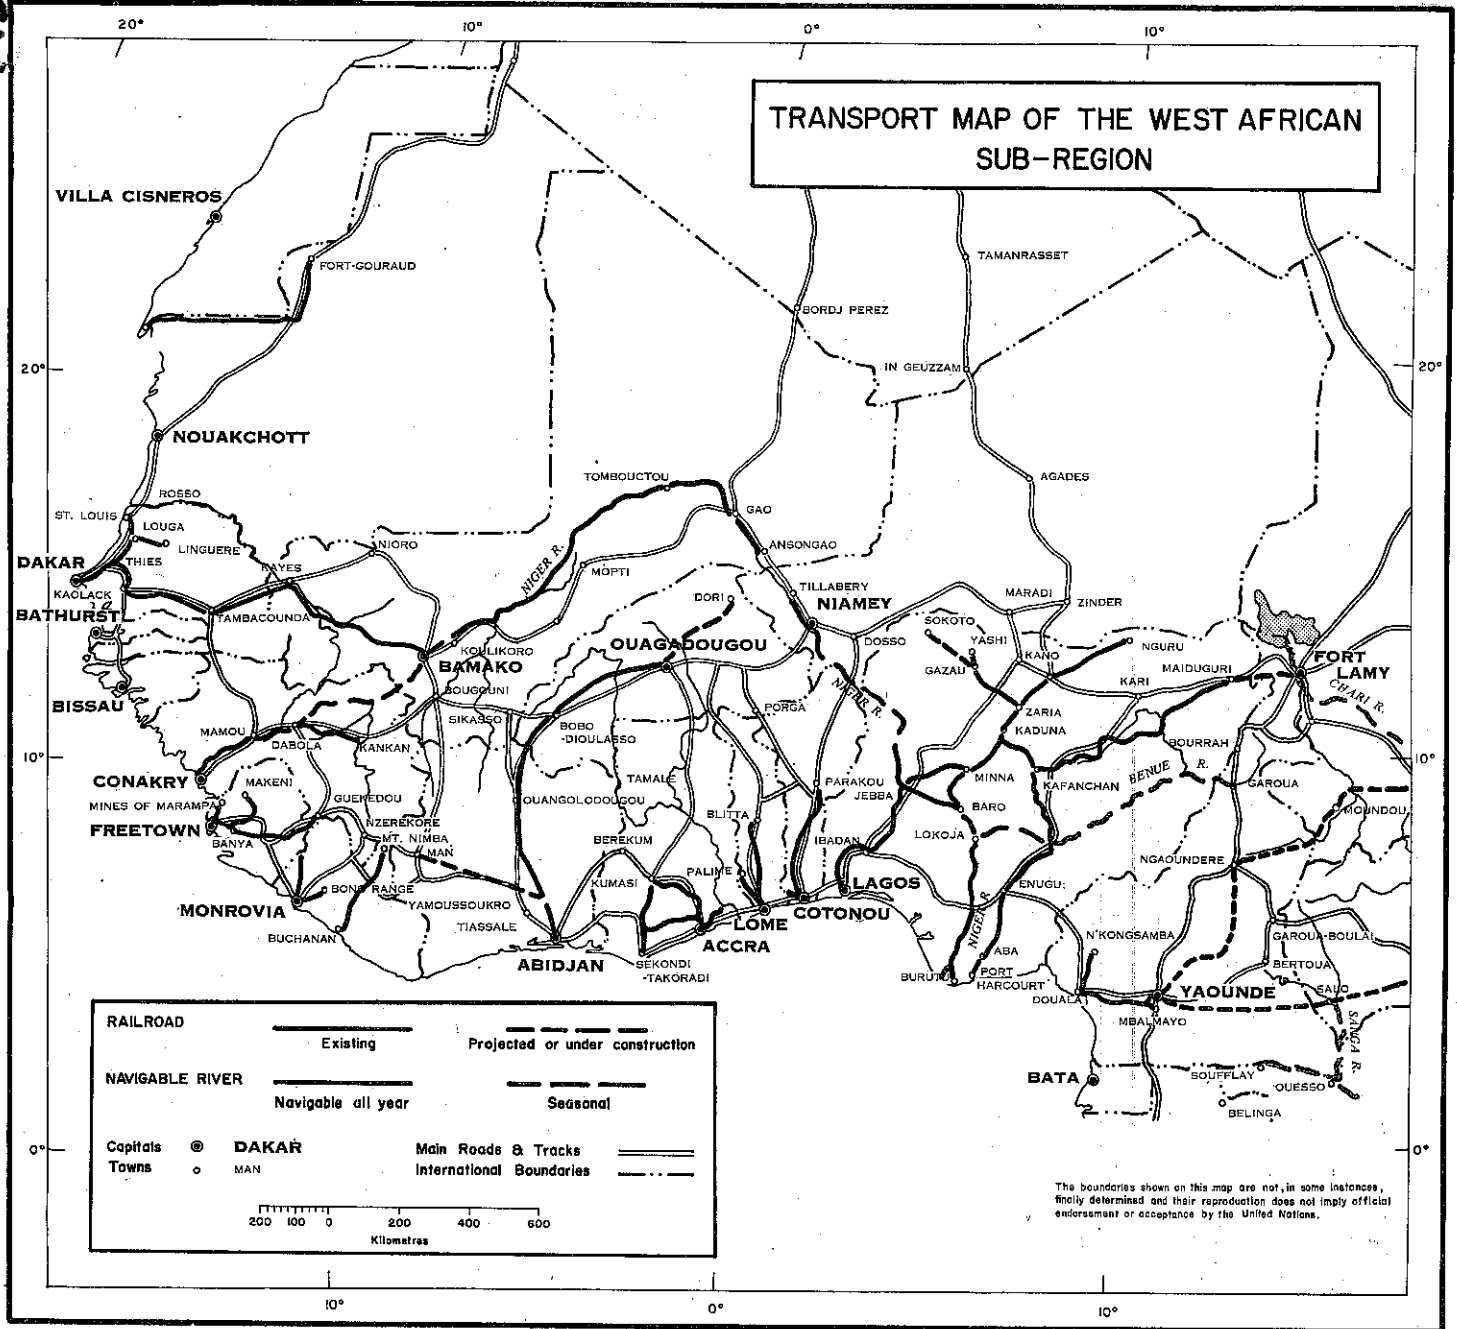 20°
10°
0°
10°
TRANSPORT MAP OF THE WEST AFRICAN
SUB-REGION
VILLA CISNEROS
FORT-GOURAUD
TAMANRASSET
BORDJ PEREZ
IN GEUZZAM
20°
20°
NOUAKCHOTT
TOMBOUCTOU
AGADES
ROSSO
ST. LOUIS
LOUGA
LINGUERE
GAO
NIORO
ANSONGAO
DAKAR
THIES
KAYES
NIGER R.
MOPTI
TILLABERY
KAOLACK
DORI
NIAMEY
MARADI
ZINDER
BATHURST
TAMBACOUNDA
SOKOTO
YASHI
NGURU
KOULIKORO
OUAGADOUGOU
DOSSO
KANO
BAMAKO
GAZAU
MAIDUGURI
FORT
LAMY
BISSAU
BOUGOUNI
NIGER R.
KARI
CHARI R.
SIKASSO
PORGA
ZARIA
MAMOU
BOBO
-DIOULASSO
KADUNA
DABOLA
KANKAN
BOURRAH
10°
10°
CONAKRY
MAKENI
TAMALE
PARAKOU
MINNA
BENUE R.
GAROUA
MINES OF MARAMPA
GUEKEDOU
OUANGOLODOUGOU
JEBBA
KAFANCHAN
BARO
MOUNDOU
FREETOWN
NZEREKORE
BLITTA
BANYA
MT. NIMBA
BEREKUM
IBADAN
LOKOJA
MAN
NGAOUNDERE
PALIME
BONG RANGE
KUMASI
LAGOS
ENUGU
MONROVIA
YAMOUSSOUKRO
LOME
COTONOU
BUCHANAN
TIASSALE
ACCRA
NIGER R.
N'KONGSAMBA
GAROUA-BOULAI
ABIDJAN
SEKONDI
-TAKORADI
ABA
BERTOUA
BURUTU
PORT
HARCOURT
DOUALA
YAOUNDE
SALO
MBALMAYO
SANGA R.
BATA
SOUFFLAY
OUESSO
BELINGA
RAILROAD
Existing
Projected or under construction
NAVIGABLE RIVER
Navigable all year
Seasonal
Capitals
DAKAR
Main Roads & Tracks
Towns
MAN
International Boundaries
200 100 0 200 400 600
Kilometres
0°
0°
The boundaries shown on this map are not, in some instances,
finally determined and their reproduction does not imply official
endorsement or acceptance by the United Nations.
10°
0°
10°